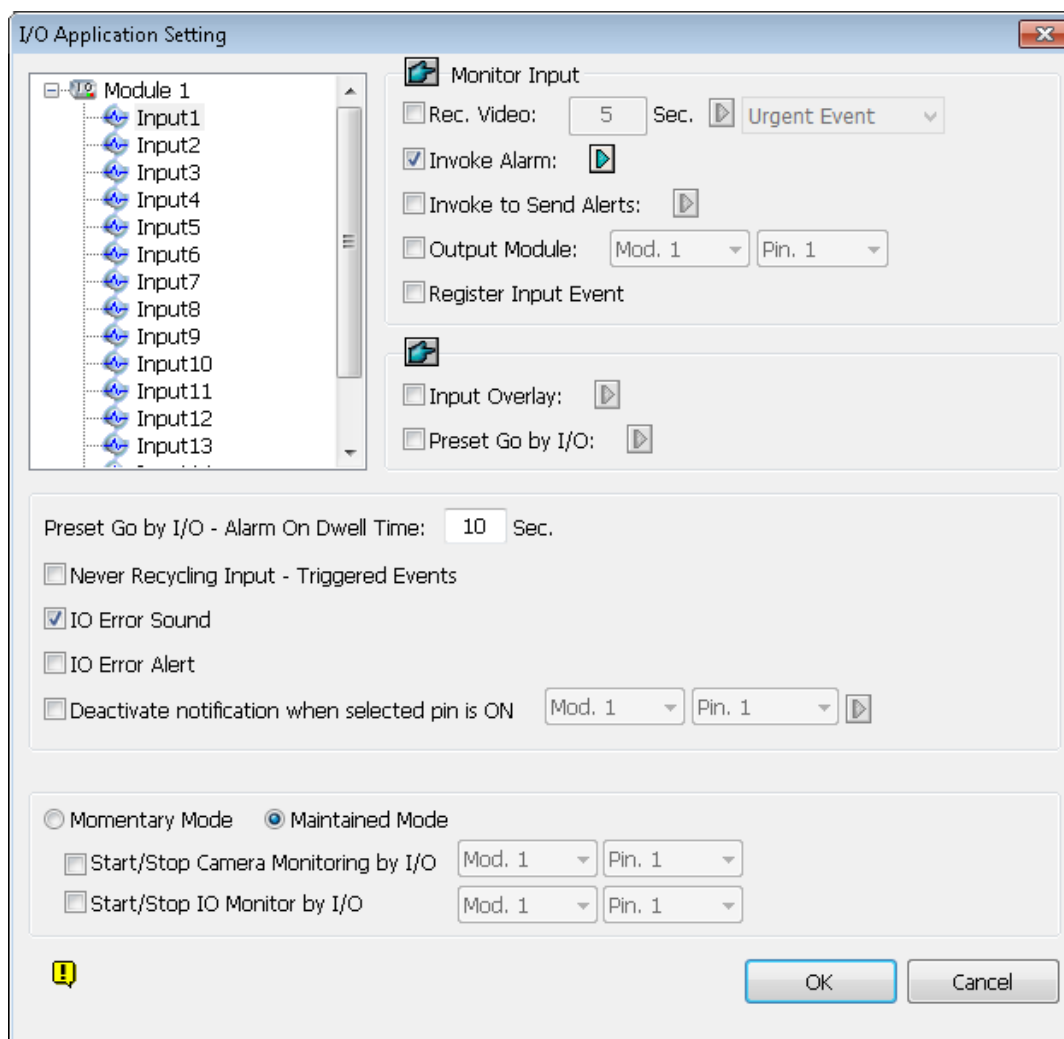 I/O Application Setting
Module 1
Input1
Input2
Input3
Input4
Input5
Input6
Input7
Input8
Input9
Input10
Input11
Input12
Input13
Monitor Input
Rec. Video: 5 Sec. Urgent Event
Invoke Alarm:
Invoke to Send Alerts:
Output Module: Mod. 1 Pin. 1
Register Input Event
Input Overlay:
Preset Go by I/O:
Preset Go by I/O - Alarm On Dwell Time: 10 Sec.
Never Recycling Input - Triggered Events
IO Error Sound
IO Error Alert
Deactivate notification when selected pin is ON Mod. 1 Pin. 1
Momentary Mode Maintained Mode
Start/Stop Camera Monitoring by I/O Mod. 1 Pin. 1
Start/Stop IO Monitor by I/O Mod. 1 Pin. 1
OK Cancel